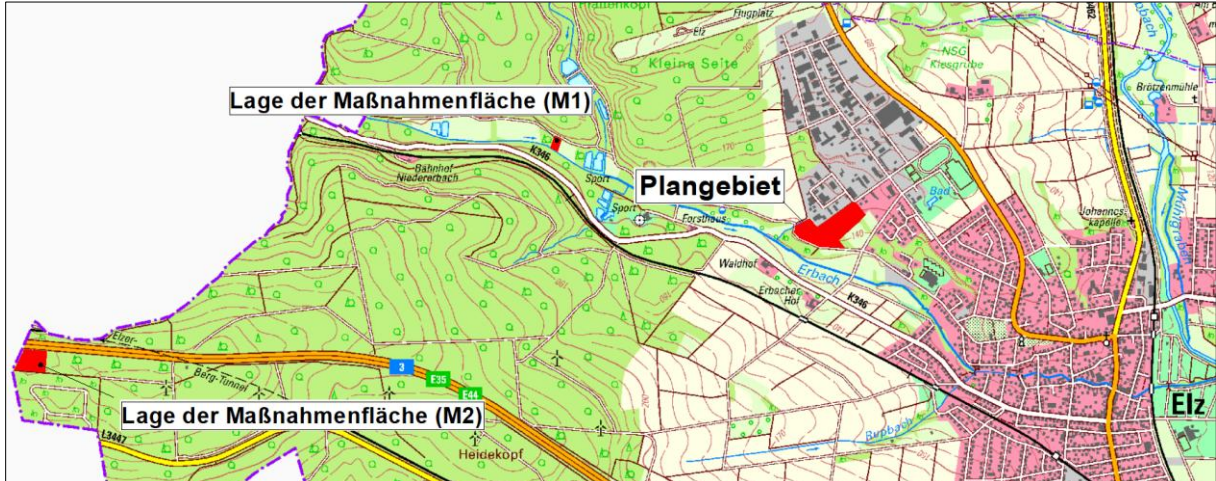 Plattenkopf
Flugplatz
Elz
Kleine Seite
NSG
Kiesgrube
Brötzenmühle
Lage der Maßnahmenfläche (M1)
K346
Bahnhof
Niedererbach
Sport
Plangebiet
Sport
Forsthaus
Bad
Johannes-
kapelle
Mühlgraben
Erbach
Waldhof
Erbacher
Hof
K346
Elzer-
Berg-Tunnel
3
E35
E44
Lage der Maßnahmenfläche (M2)
L3447
Heidekopf
Elz